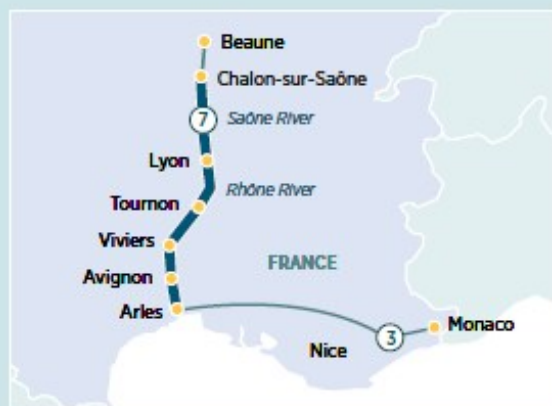 Beaune
Chalon-sur-Saône
7
Saône River
Lyon
Rhône River
Tournon
Viviers
FRANCE
Avignon
Arles
3
Monaco
Nice